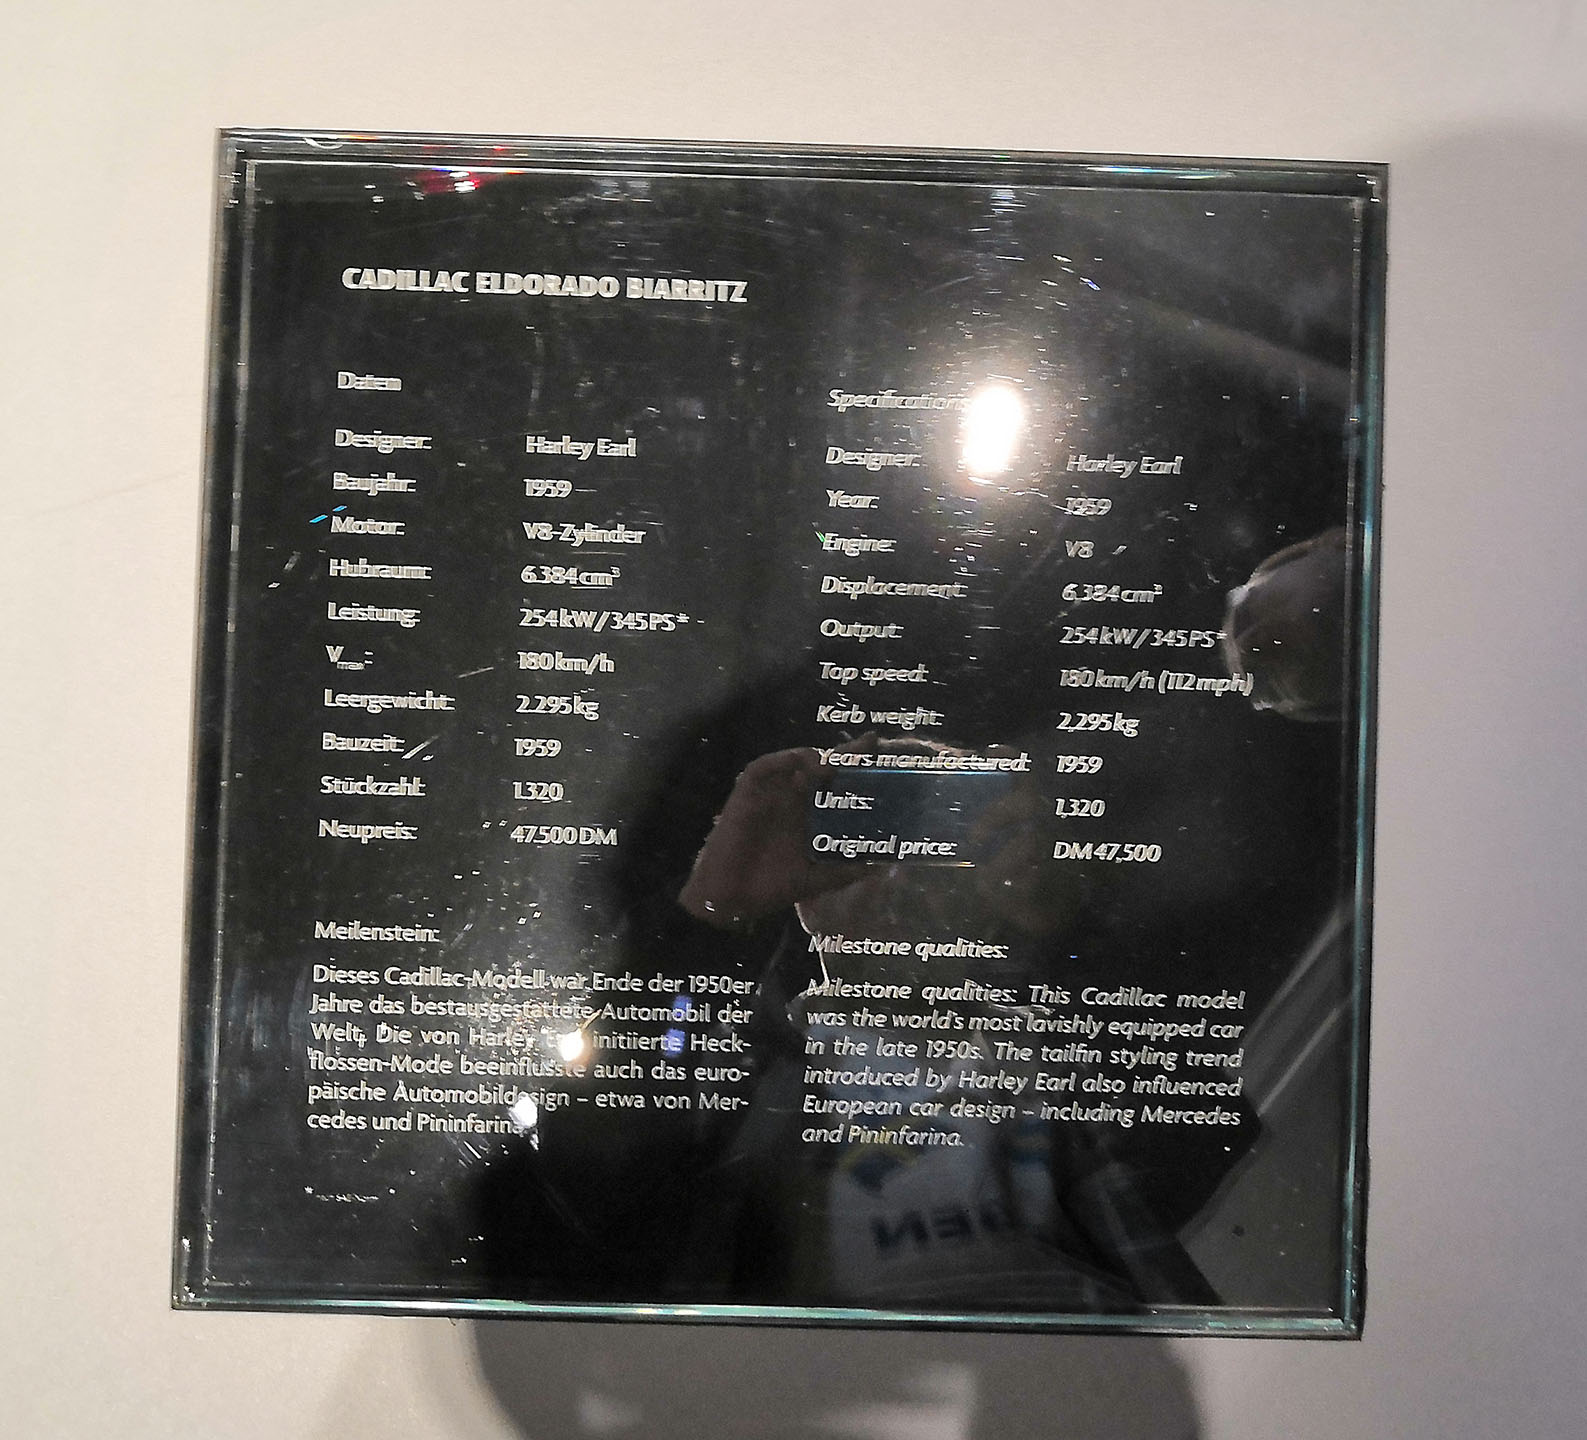 CADILLAC ELDORADO BIARRITZ
Daten
Designer: Harley Earl
Baujahr: 1959
Motor: V8-Zylinder
Hubraum: 6.384 cm³
Leistung: 254 kW / 345 PS*
Vmax: 180 km/h
Leergewicht: 2.295 kg
Bauzeit: 1959
Stückzahl: 1.320
Neupreis: 47.500 DM
Meilenstein:
Dieses Cadillac-Modell war Ende der 1950er
Jahre das bestausgestattete Automobil der
Welt. Die von Harley Earl initiierte Heck-
flossen-Mode beeinflusste auch das euro-
päische Automobildesign – etwa von Mer-
cedes und Pininfarina.
Specifications
Designer: Harley Earl
Year: 1959
Engine: V8
Displacement: 6,384 cm³
Output: 254 kW / 345 PS*
Top speed: 180 km/h (112 mph)
Kerb weight: 2,295 kg
Years manufactured: 1959
Units: 1,320
Original price: DM 47,500
Milestone qualities:
Milestone qualities: This Cadillac model
was the world's most lavishly equipped car
in the late 1950s. The tailfin styling trend
introduced by Harley Earl also influenced
European car design – including Mercedes
and Pininfarina.